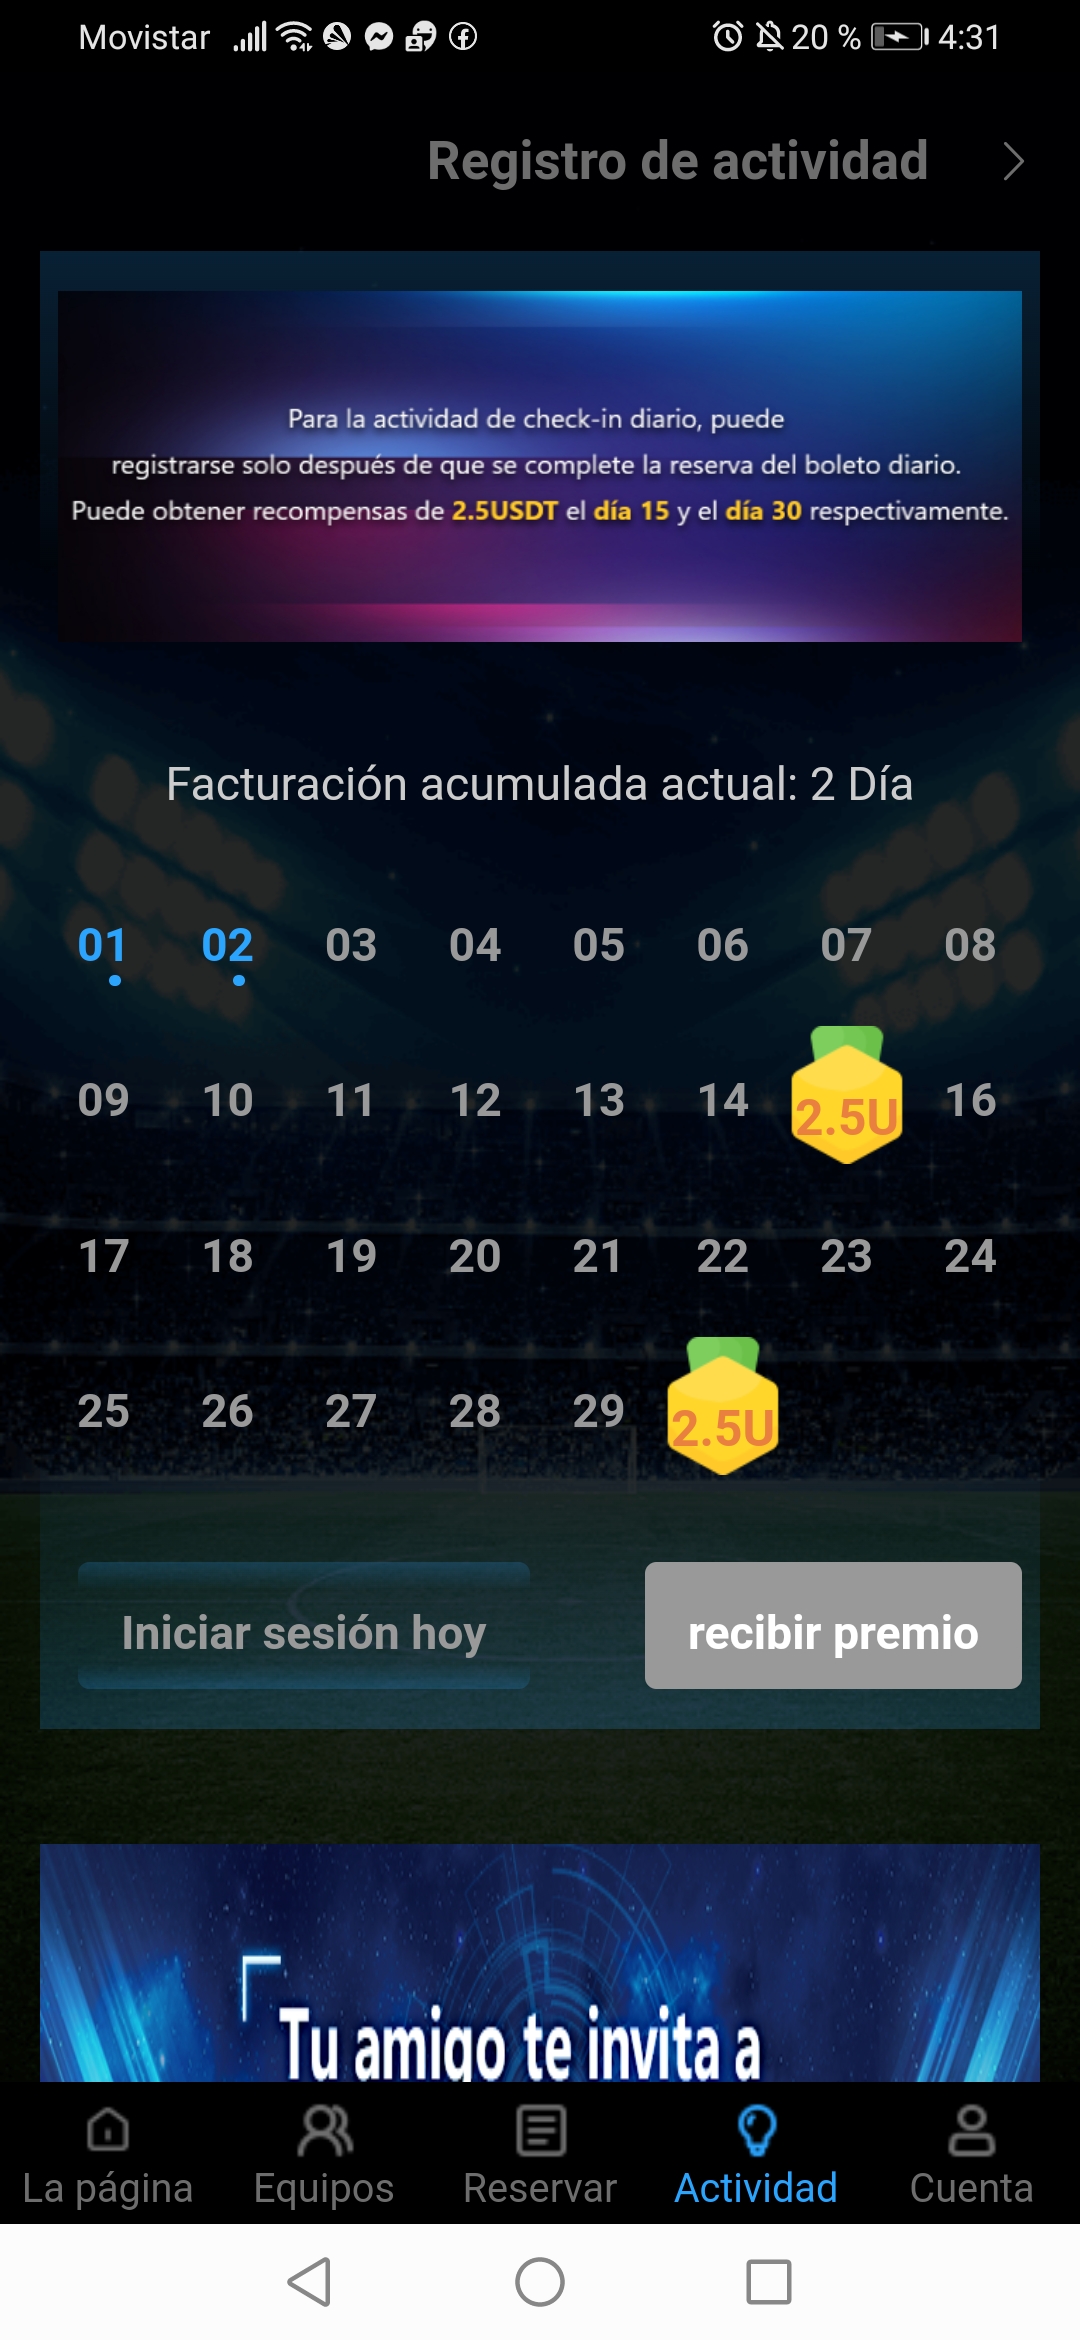 Movistar 20 % 4:31
Registro de actividad
Para la actividad de check-in diario, puede
registrarse solo después de que se complete la reserva del boleto diario.
Puede obtener recompensas de 2.5USDT el día 15 y el día 30 respectivamente.
Facturación acumulada actual: 2 Día
01 02 03 04 05 06 07 08
09 10 11 12 13 14 2.5U 16
17 18 19 20 21 22 23 24
25 26 27 28 29 2.5U
Iniciar sesión hoy recibir premio
Tu amigo te invita a
La página Equipos Reservar Actividad Cuenta